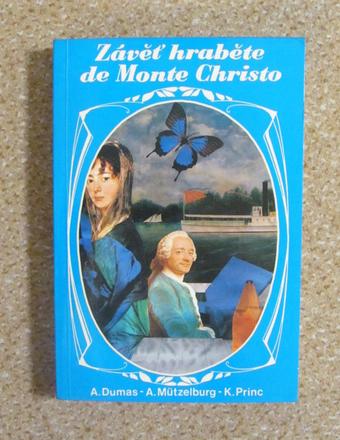 Závěť hraběte
de Monte Christo
A.Dumas - A.Mützelburg - K.Princ